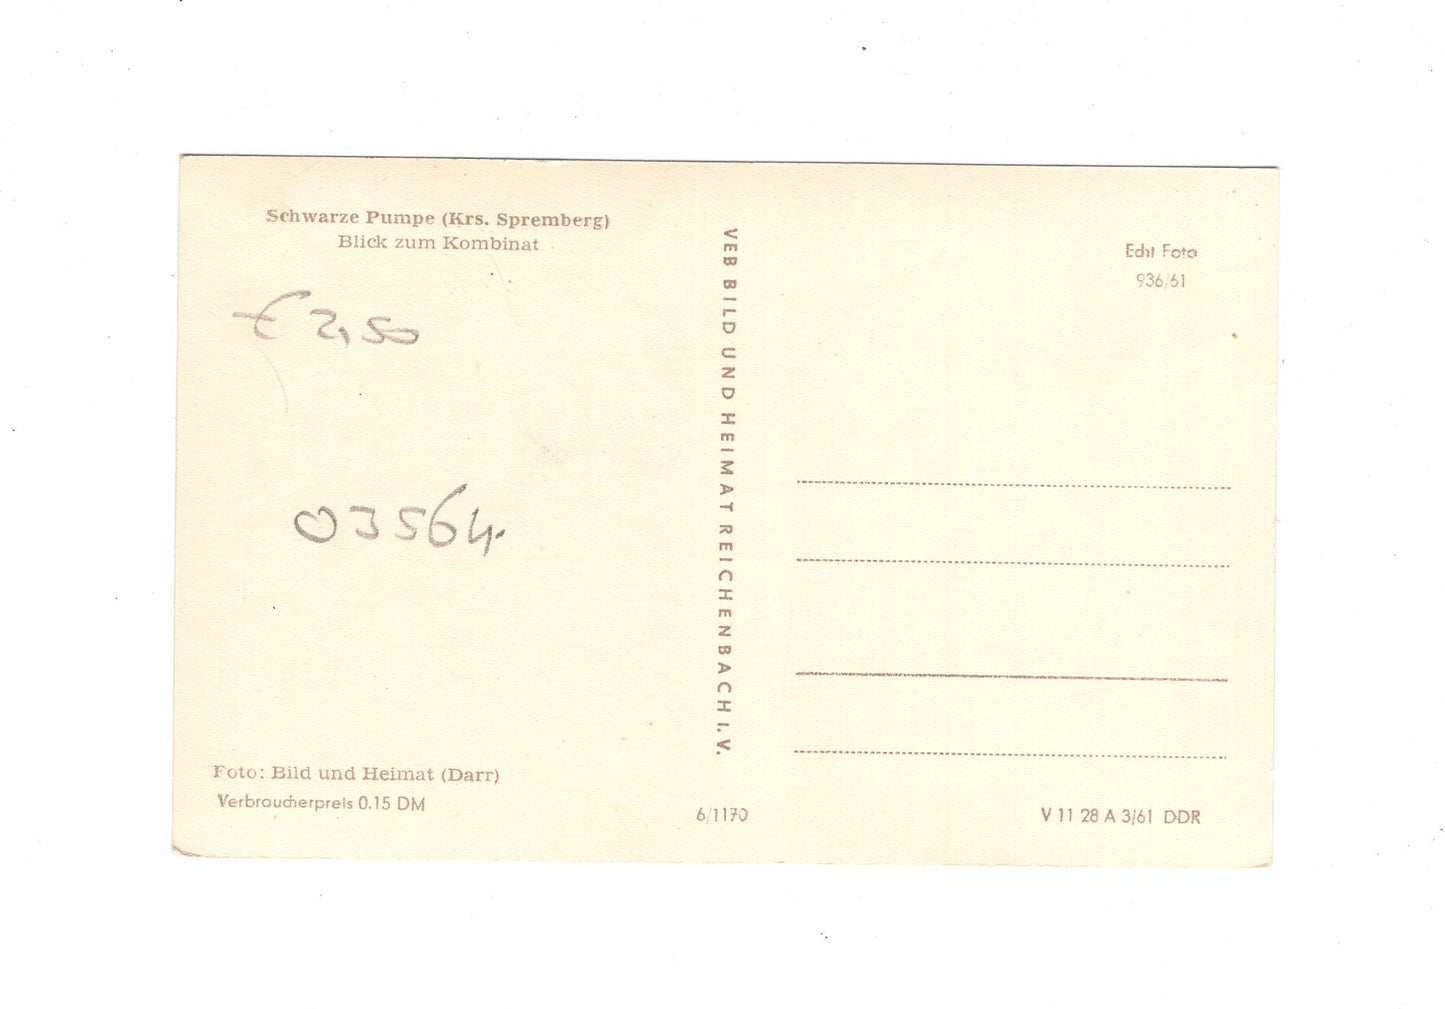 Schwarze Pumpe (Krs. Spremberg)
Blick zum Kombinat
€ 2,50
03564.
Foto: Bild und Heimat (Darr)
Verbraucherpreis 0.15 DM
VEB BILD UND HEIMAT REICHENBACH I. V.
6/1170
Echt Foto
936/61
V 11 28 A 3/61 DDR